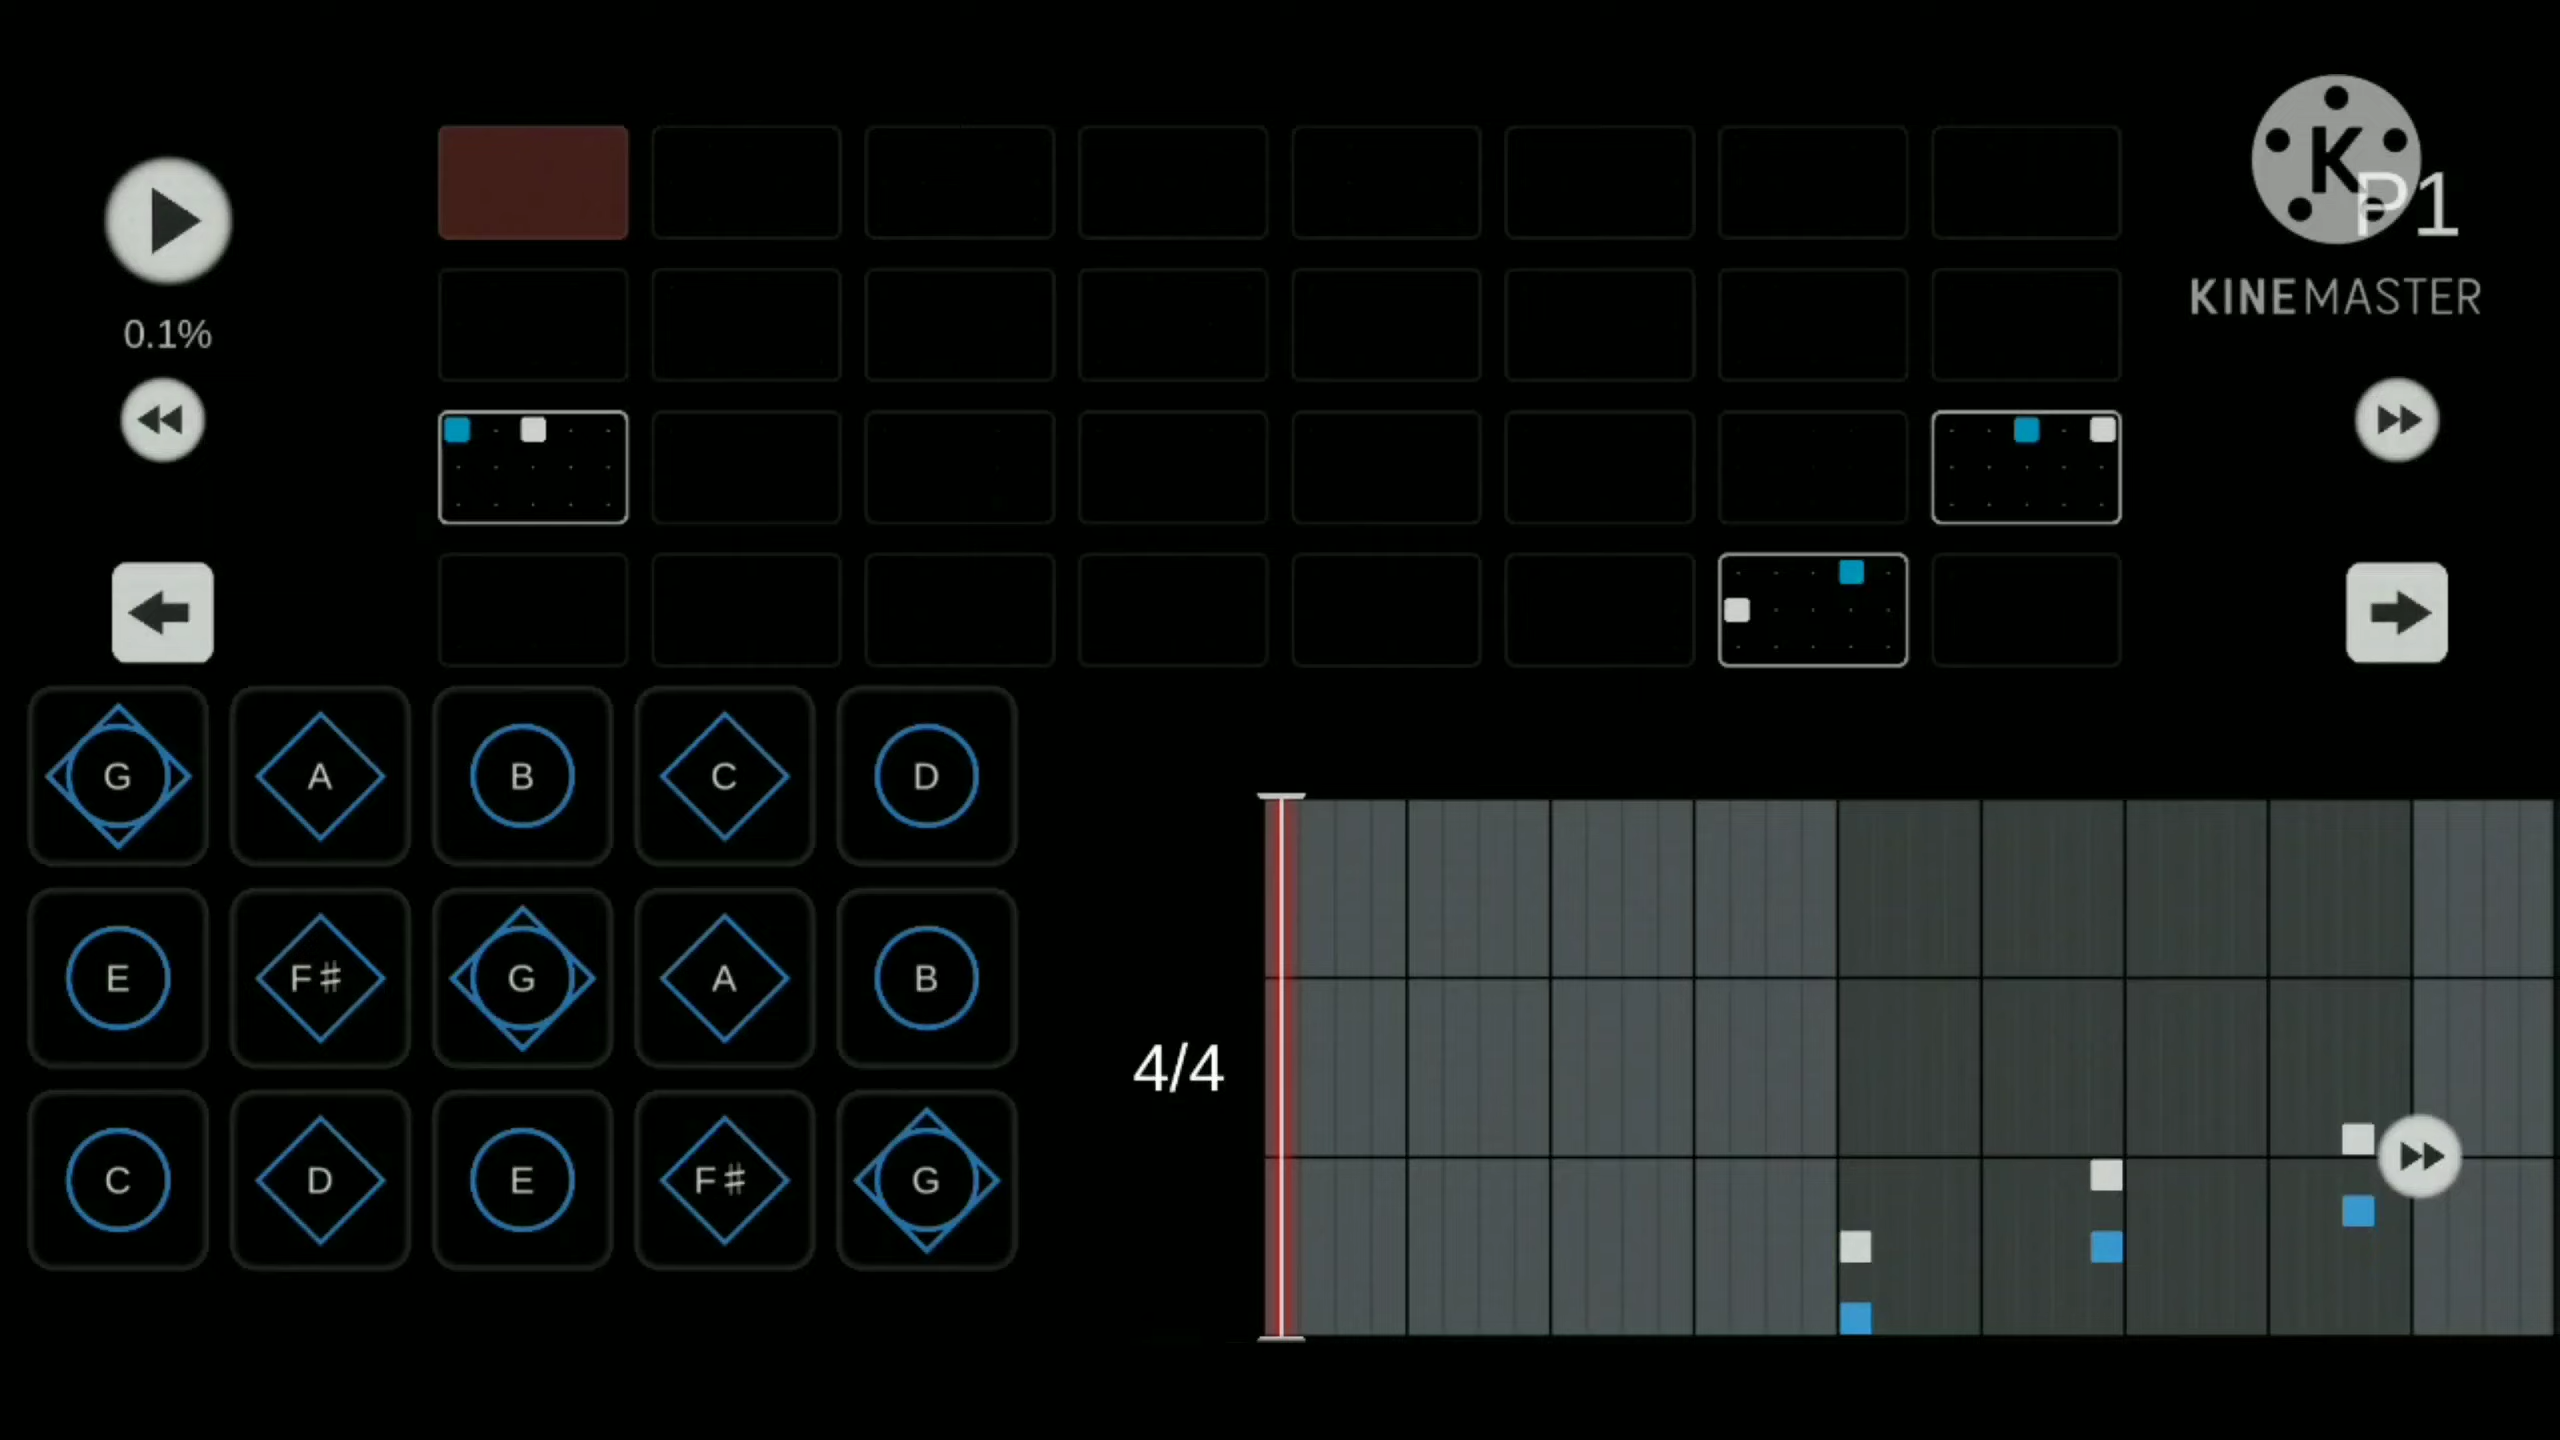 K
P1
0.1%
KINEMASTER
G A B C D
E F♯ G A B
4/4
C D E F♯ G